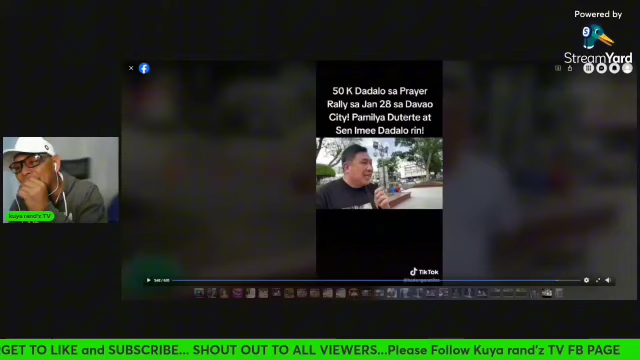 Powered by
StreamYard
50 K Dadalo sa Prayer
Rally sa Jan 28 sa Davao
City! Pamilya Duterte at
Sen Imee Dadalo rin!
kuya rand'z TV
TikTok
GET TO LIKE and SUBSCRIBE... SHOUT OUT TO ALL VIEWERS...Please Follow Kuya rand'z TV FB PAGE